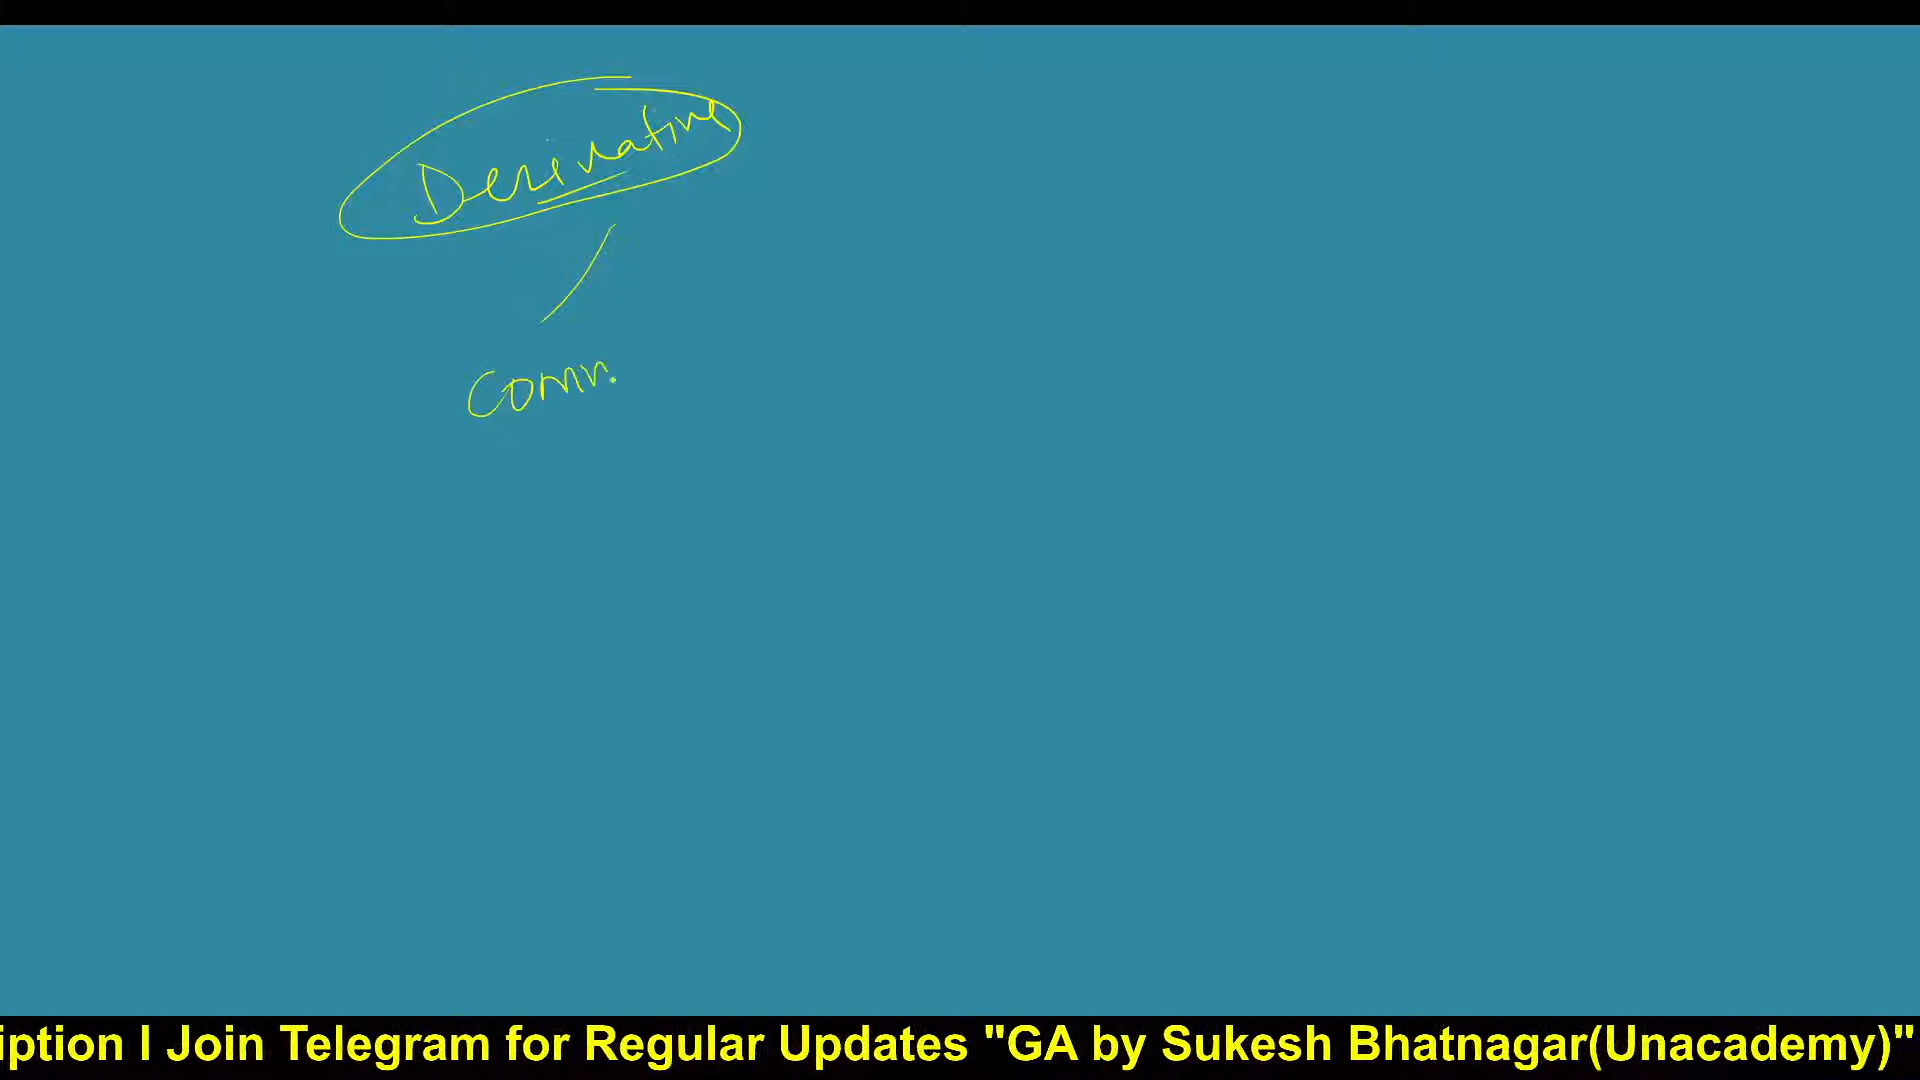 Derivative
Comm
iption I Join Telegram for Regular Updates "GA by Sukesh Bhatnagar(Unacademy)"